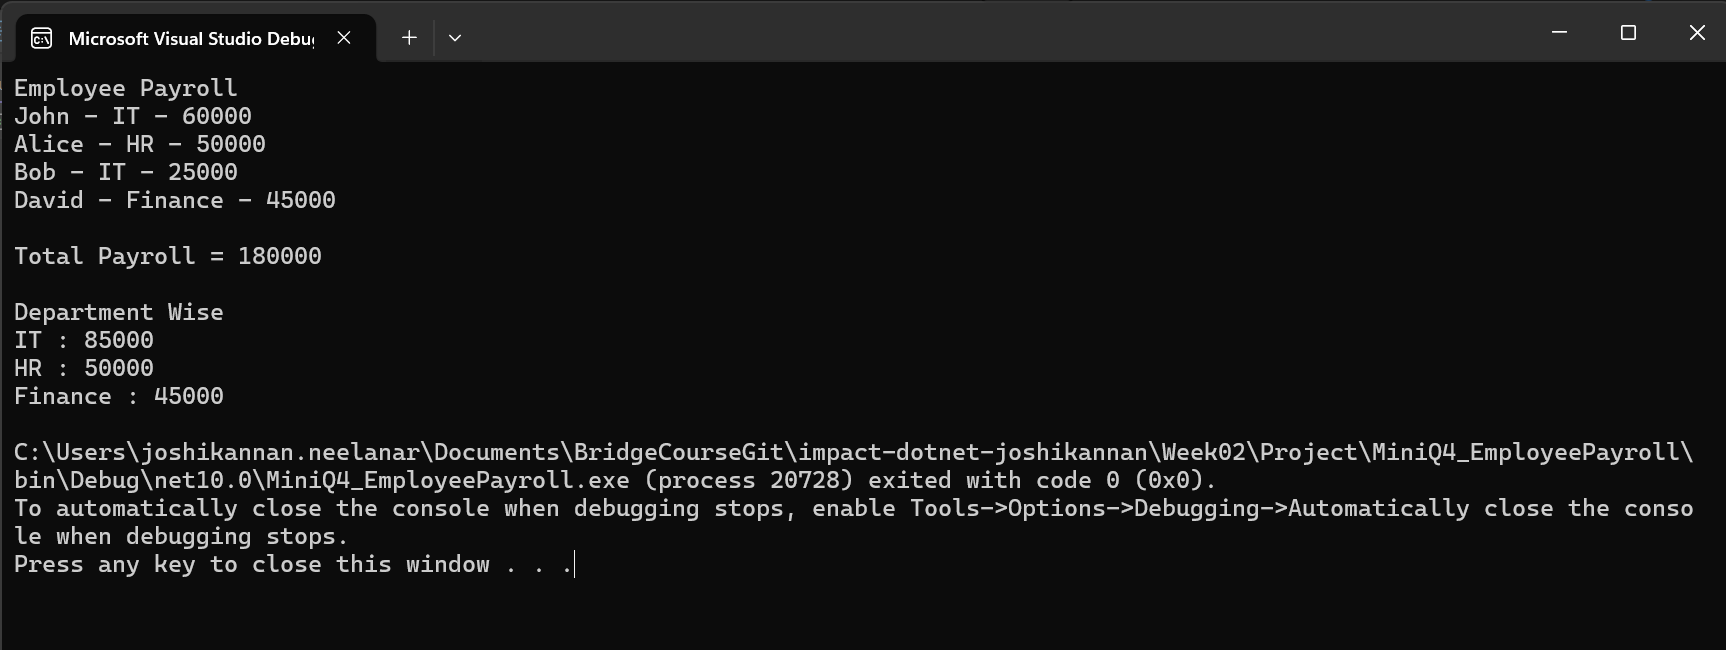 Microsoft Visual Studio Debug
Employee Payroll
John - IT - 60000
Alice - HR - 50000
Bob - IT - 25000
David - Finance - 45000
Total Payroll = 180000
Department Wise
IT : 85000
HR : 50000
Finance : 45000
C:\Users\joshikannan.neelanar\Documents\BridgeCourseGit\impact-dotnet-joshikannan\Week02\Project\MiniQ4_EmployeePayroll\
bin\Debug\net10.0\MiniQ4_EmployeePayroll.exe (process 20728) exited with code 0 (0x0).
To automatically close the console when debugging stops, enable Tools->Options->Debugging->Automatically close the conso
le when debugging stops.
Press any key to close this window . . .